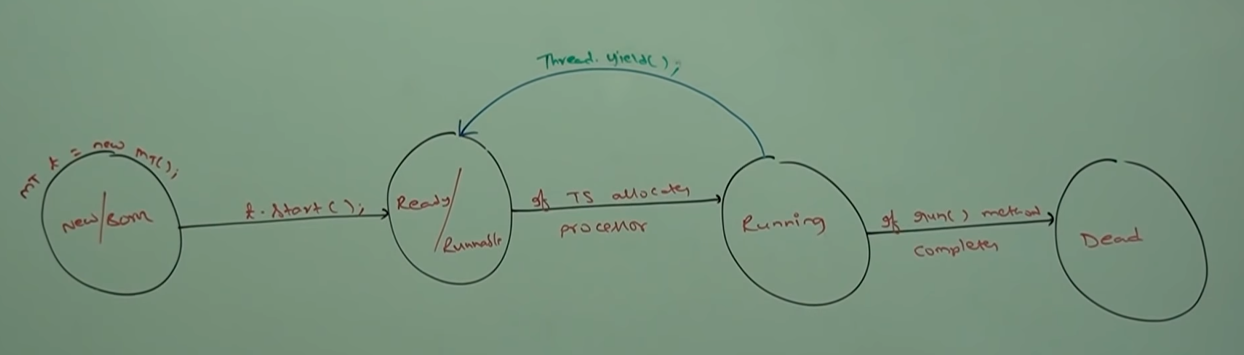 Thread.yield();
MT t = new MT();
New/Born
t.start();
Ready/
Runnable
if TS allocates
processor
Running
if run() method
completes
Dead